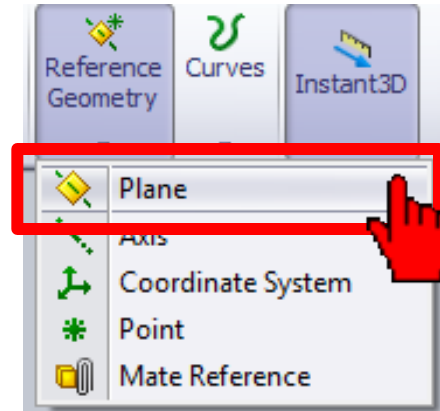 Reference
Geometry
Curves
Instant3D
Plane
Axis
Coordinate System
Point
Mate Reference